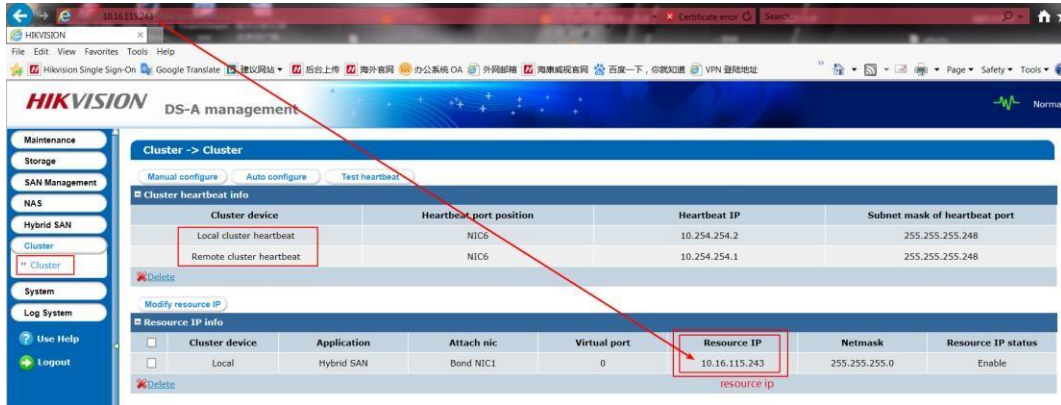 10.16.115.243
Certificate error
Search...
HIKVISION
File Edit View Favorites Tools Help
Hikvision Single Sign-On Google Translate 建议网站 后台上传 海外官网 办公系统 OA 外网邮箱 海康威视官网 百度一下，你就知道 VPN 登陆地址
Page Safety Tools
HIKVISION DS-A management
Norma
Maintenance
Storage
SAN Management
NAS
Hybrid SAN
Cluster
Cluster
System
Log System
Use Help
Logout
Cluster -> Cluster
Manual configure Auto configure Test heartbeat
Cluster heartbeat info
Cluster device Heartbeat port position Heartbeat IP Subnet mask of heartbeat port
Local cluster heartbeat NIC6 10.254.254.2 255.255.255.248
Remote cluster heartbeat NIC6 10.254.254.1 255.255.255.248
Delete
Modify resource IP
Resource IP info
Cluster device Application Attach nic Virtual port Resource IP Netmask Resource IP status
Local Hybrid SAN Bond NIC1 0 10.16.115.243 255.255.255.0 Enable
Delete
resource ip